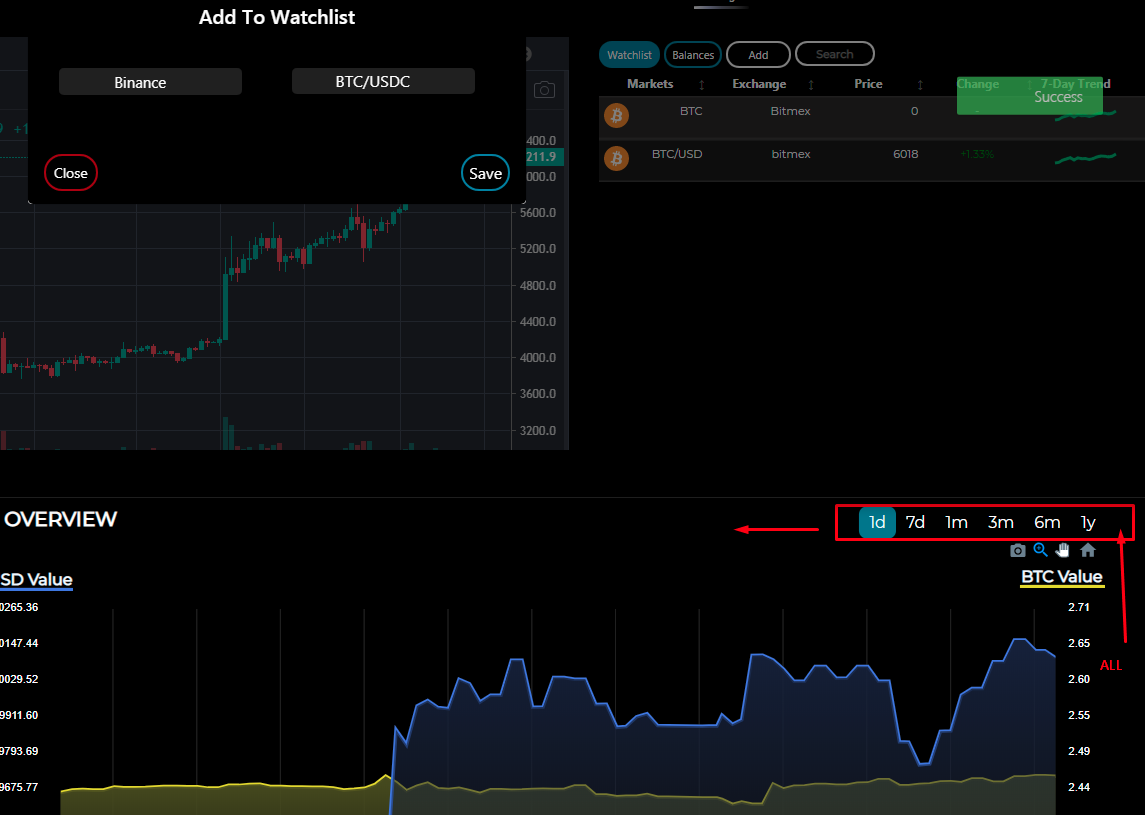 Add To Watchlist
Binance
BTC/USDC
Close
Save
Watchlist Balances Add Search
Markets Exchange Price Change 7-Day Trend
Success
BTC Bitmex 0 -
BTC/USD bitmex 6018 +1.33%
+1
400.0
211.9
000.0
5600.0
5200.0
4800.0
4400.0
4000.0
3600.0
3200.0
OVERVIEW
1d 7d 1m 3m 6m 1y
SD Value
BTC Value
0265.36
0147.44
0029.52
9911.60
9793.69
9675.77
2.71
2.65
2.60
2.55
2.49
2.44
ALL